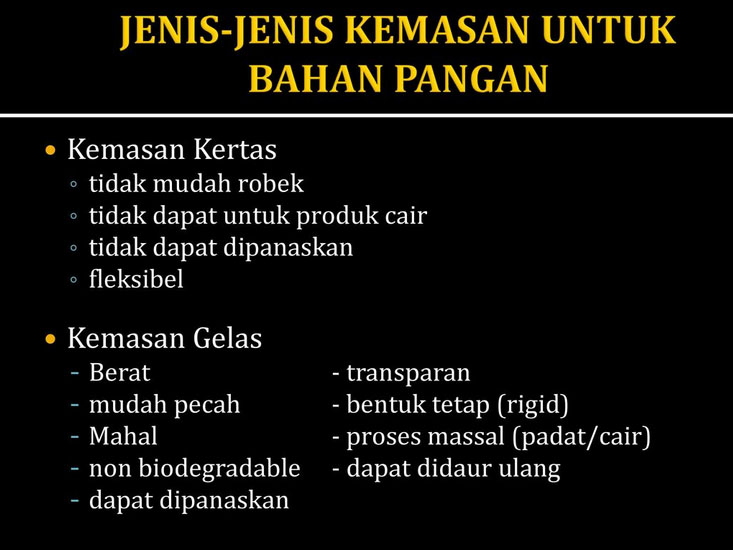 JENIS-JENIS KEMASAN UNTUK
BAHAN PANGAN
• Kemasan Kertas
◦ tidak mudah robek
◦ tidak dapat untuk produk cair
◦ tidak dapat dipanaskan
◦ fleksibel
• Kemasan Gelas
- Berat - transparan
- mudah pecah - bentuk tetap (rigid)
- Mahal - proses massal (padat/cair)
- non biodegradable - dapat didaur ulang
- dapat dipanaskan